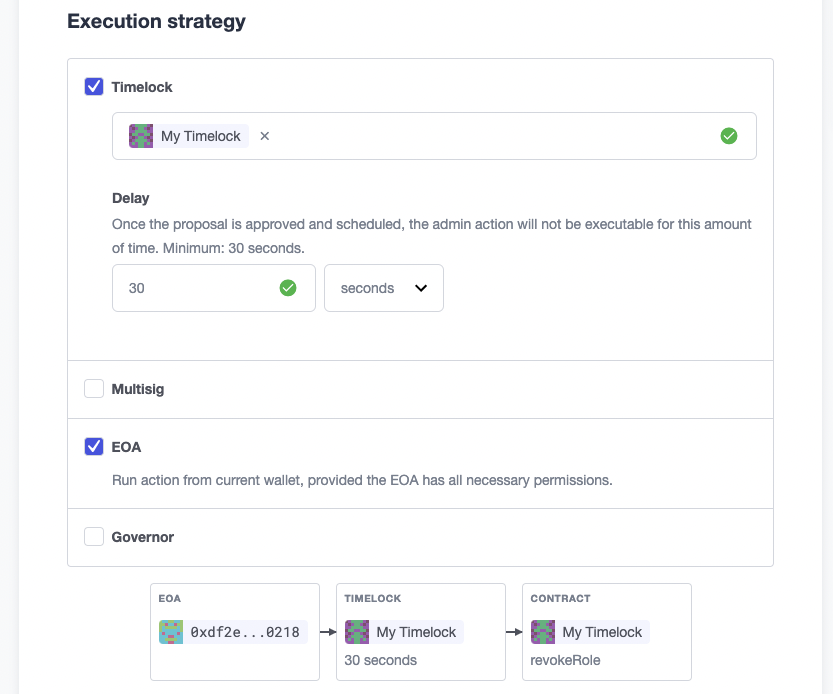 Execution strategy
Timelock
My Timelock ×
Delay
Once the proposal is approved and scheduled, the admin action will not be executable for this amount
of time. Minimum: 30 seconds.
30 seconds
Multisig
EOA
Run action from current wallet, provided the EOA has all necessary permissions.
Governor
EOA
0xdf2e...0218
TIMELOCK
My Timelock
30 seconds
CONTRACT
My Timelock
revokeRole